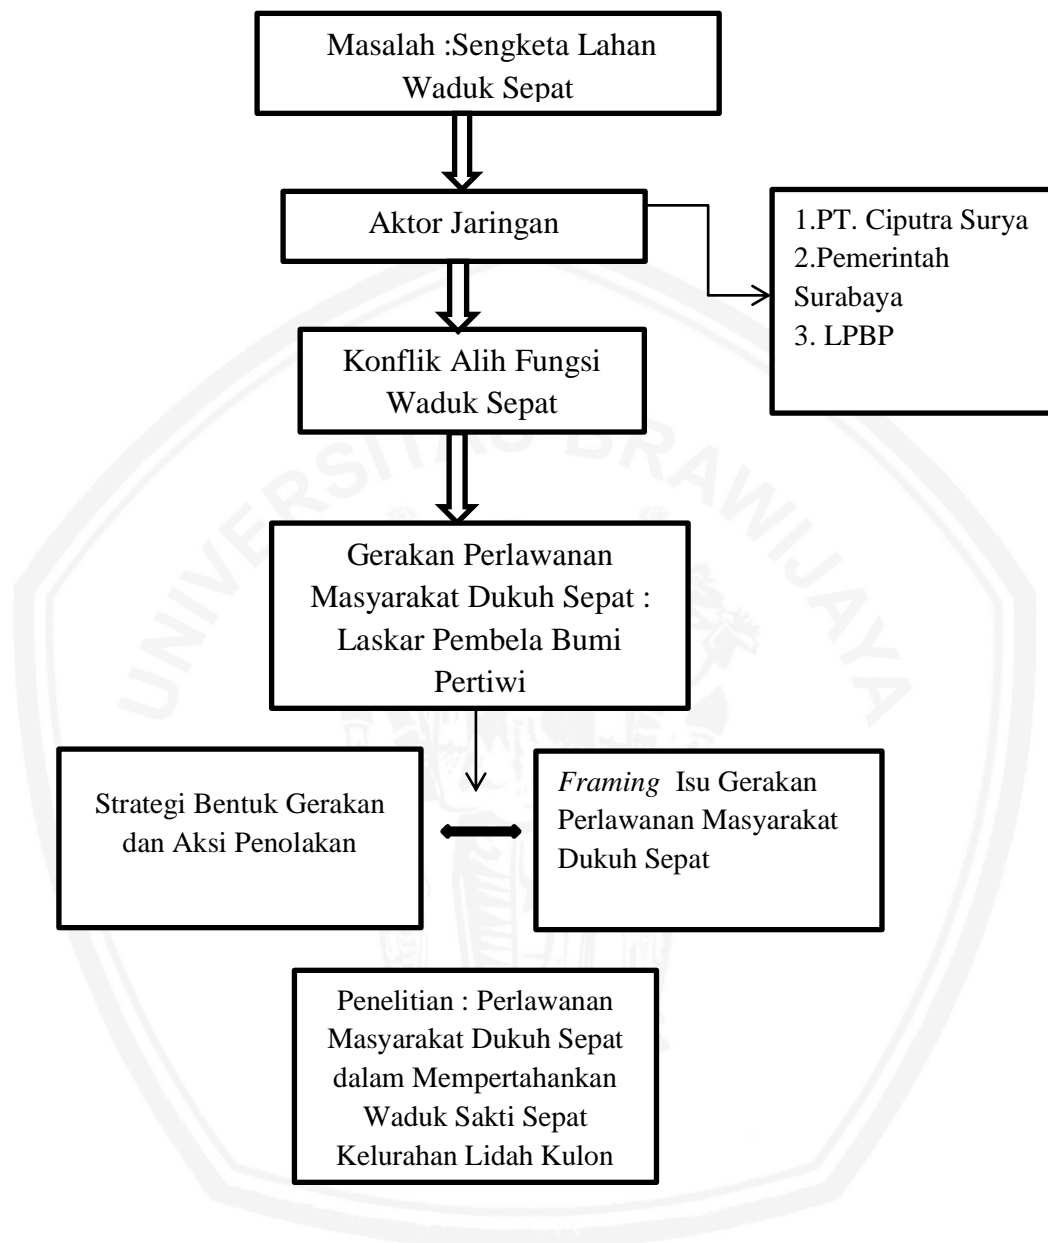 Masalah :Sengketa Lahan
Waduk Sepat
Aktor Jaringan
1.PT. Ciputra Surya
2.Pemerintah
Surabaya
3. LPBP
Konflik Alih Fungsi
Waduk Sepat
UNIVERSITAS BRAWIJAYA
Gerakan Perlawanan
Masyarakat Dukuh Sepat :
Laskar Pembela Bumi
Pertiwi
Strategi Bentuk Gerakan
dan Aksi Penolakan
Framing Isu Gerakan
Perlawanan Masyarakat
Dukuh Sepat
Penelitian : Perlawanan
Masyarakat Dukuh Sepat
dalam Mempertahankan
Waduk Sakti Sepat
Kelurahan Lidah Kulon